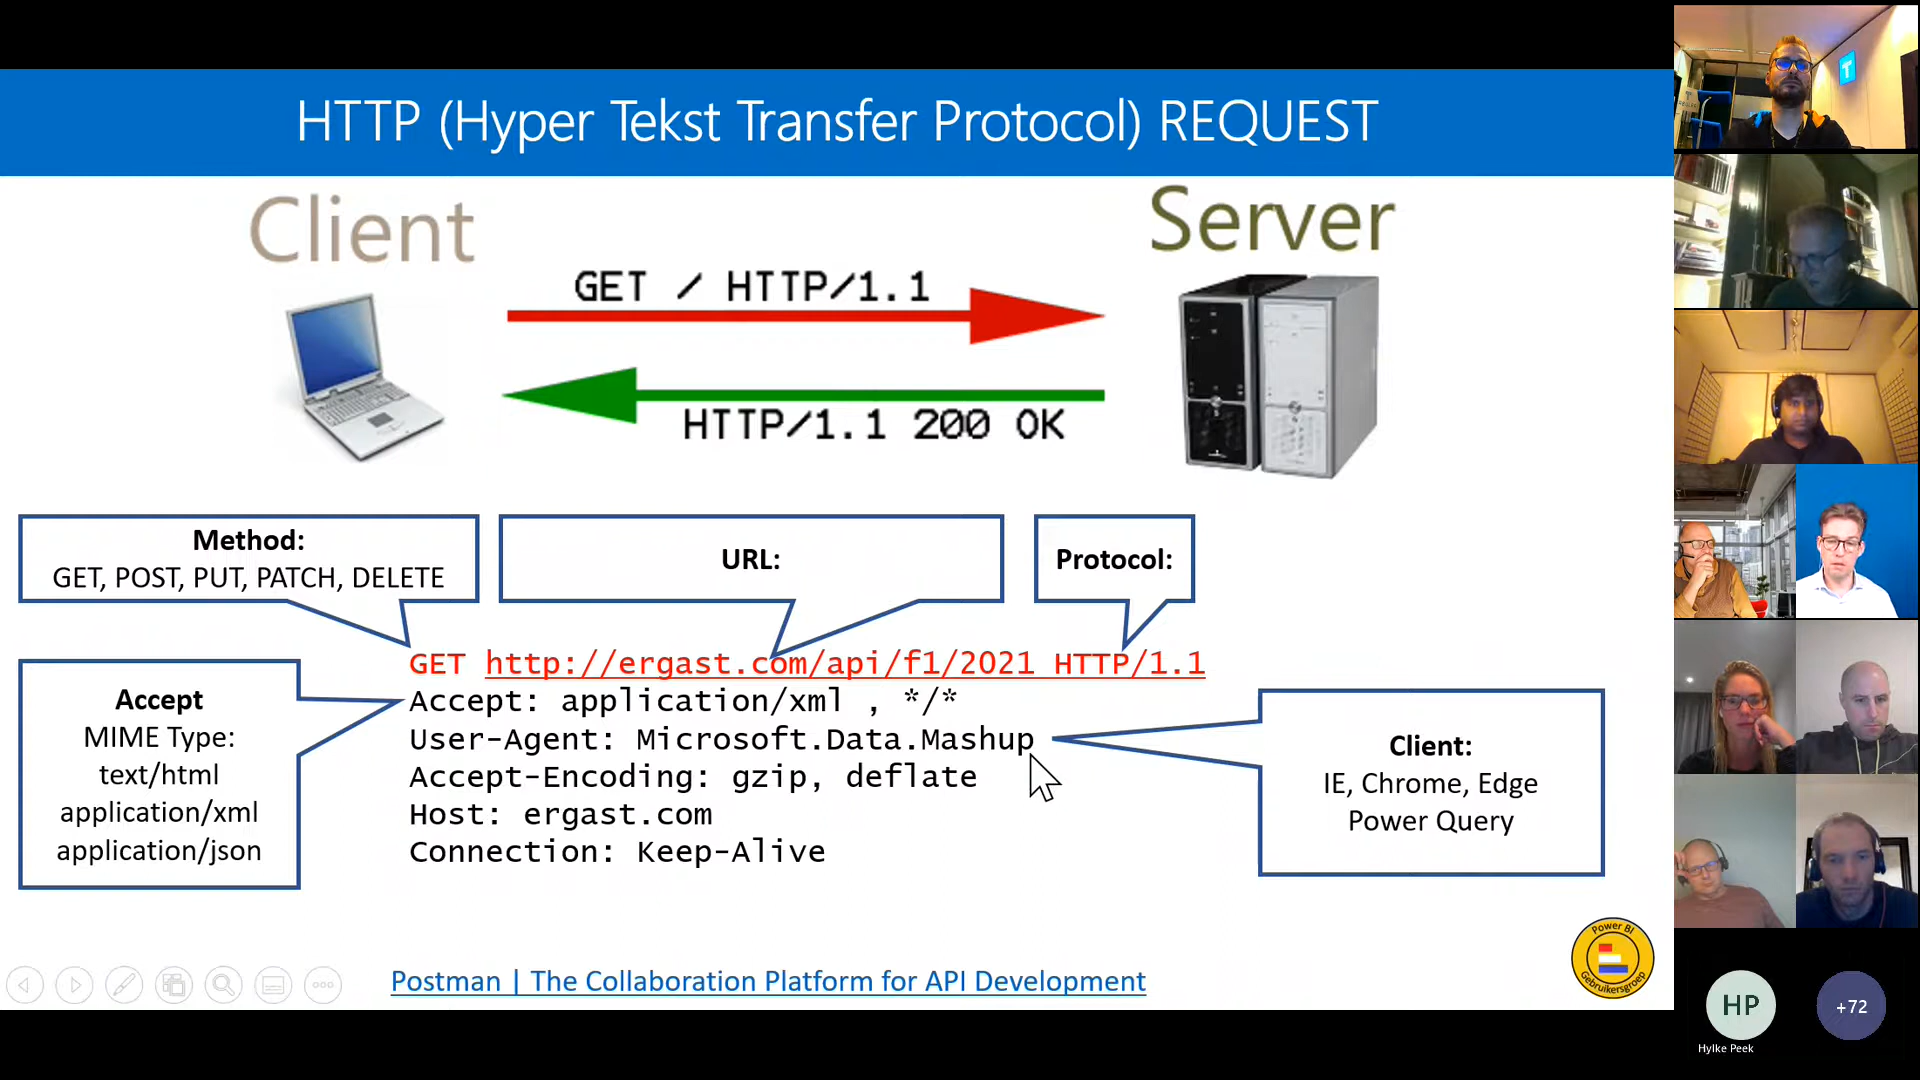 HTTP (Hyper Tekst Transfer Protocol) REQUEST
Client
Server
GET / HTTP/1.1
HTTP/1.1 200 OK
Method:
GET, POST, PUT, PATCH, DELETE
URL:
Protocol:
GET http://ergast.com/api/f1/2021 HTTP/1.1
Accept: application/xml , */*
User-Agent: Microsoft.Data.Mashup
Accept-Encoding: gzip, deflate
Host: ergast.com
Connection: Keep-Alive
Accept
MIME Type:
text/html
application/xml
application/json
Client:
IE, Chrome, Edge
Power Query
Postman | The Collaboration Platform for API Development
Power BI
Gebruikersgroep
T
HP
Hylke Peek
+72